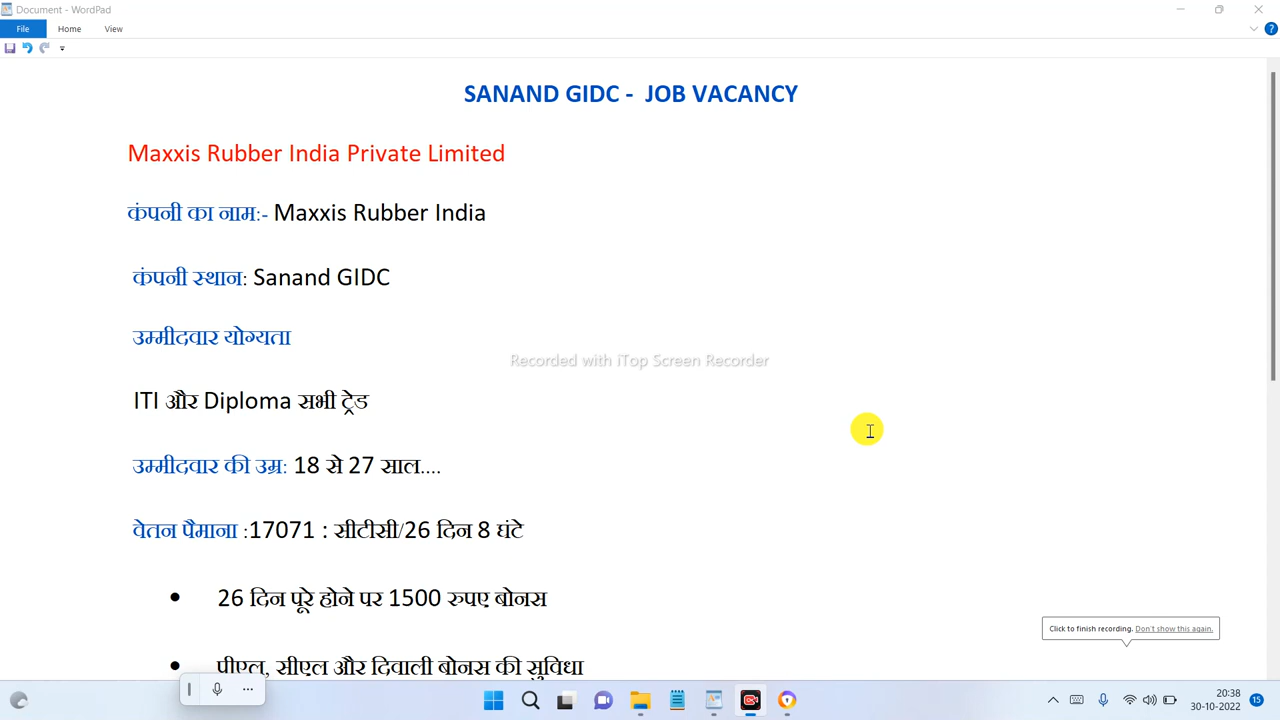 Document - WordPad
File Home View
SANAND GIDC - JOB VACANCY
Maxxis Rubber India Private Limited
कंपनी का नाम:- Maxxis Rubber India
कंपनी स्थान: Sanand GIDC
उम्मीदवार योग्यता
Recorded with iTop Screen Recorder
ITI और Diploma सभी ट्रेड
उम्मीदवार की उम्र: 18 से 27 साल....
वेतन पैमाना :17071 : सीटीसी/26 दिन 8 घंटे
• 26 दिन पूरे होने पर 1500 रुपए बोनस
Click to finish recording. Don't show this again.
• पीएल, सीएल और दिवाली बोनस की सुविधा
20:38
30-10-2022
15